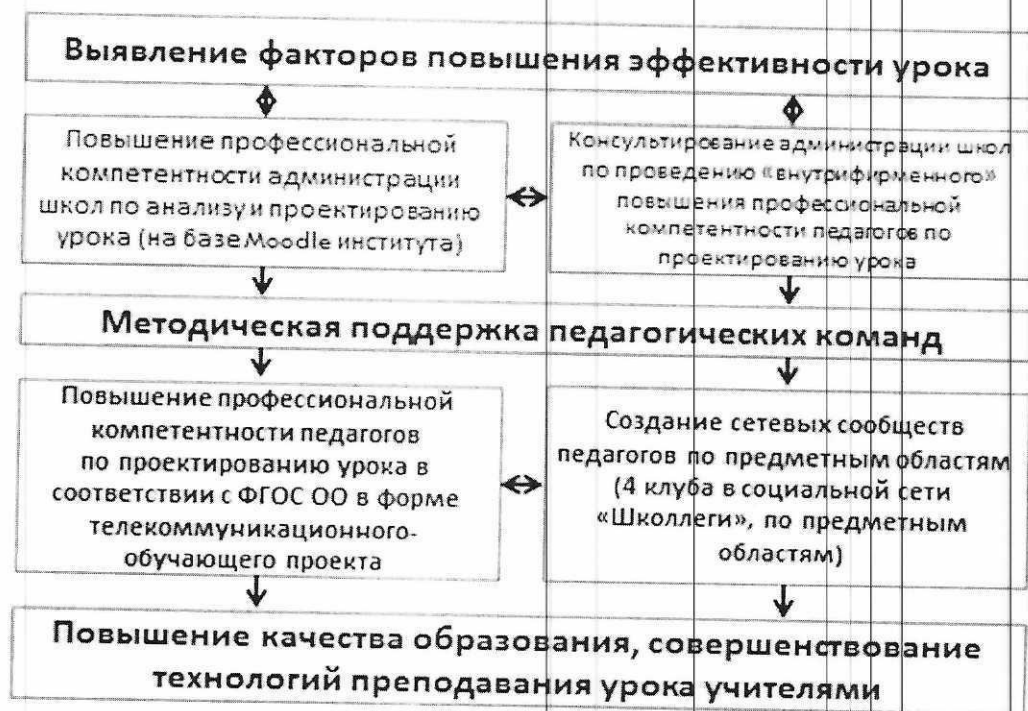 Выявление факторов повышения эффективности урока
Повышение профессиональной
компетентности администрации
школ по анализу и проектированию
урока (на базе Moodle института)
Консультирование администрации школ
по проведению «внутрифирменного»
повышения профессиональной
компетентности педагогов по
проектированию урока
Методическая поддержка педагогических команд
Повышение профессиональной
компетентности педагогов
по проектированию урока в
соответствии с ФГОС ОО в форме
телекоммуникационного-
обучающего проекта
Создание сетевых сообществ
педагогов по предметным областям
(4 клуба в социальной сети
«Школлеги», по предметным
областям)
Повышение качества образования, совершенствование
технологий преподавания урока учителями